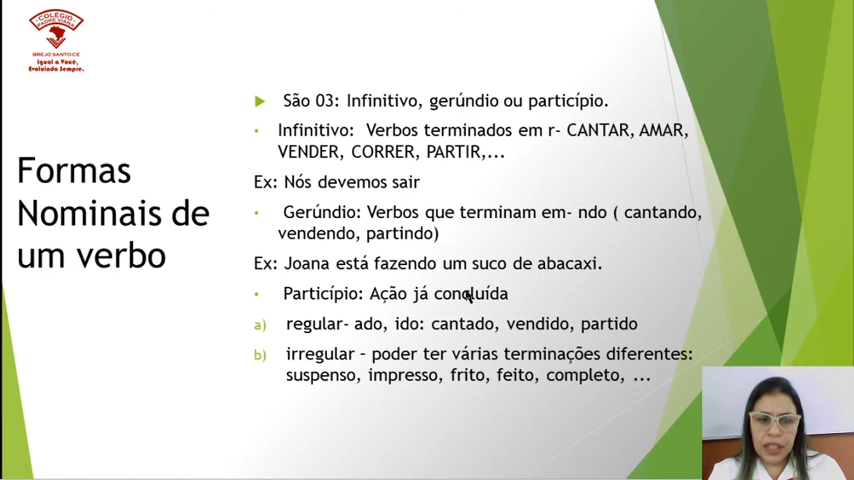 COLÉGIO
PADRE VIANA
BREJO SANTO-CE
Igual a Você,
Evoluindo Sempre.
Formas
Nominais de
um verbo
São 03: Infinitivo, gerúndio ou particípio.
• Infinitivo: Verbos terminados em r- CANTAR, AMAR,
VENDER, CORRER, PARTIR,...
Ex: Nós devemos sair
• Gerúndio: Verbos que terminam em- ndo ( cantando,
vendendo, partindo)
Ex: Joana está fazendo um suco de abacaxi.
• Particípio: Ação já concluída
a) regular- ado, ido: cantado, vendido, partido
b) irregular – poder ter várias terminações diferentes:
suspenso, impresso, frito, feito, completo, ...